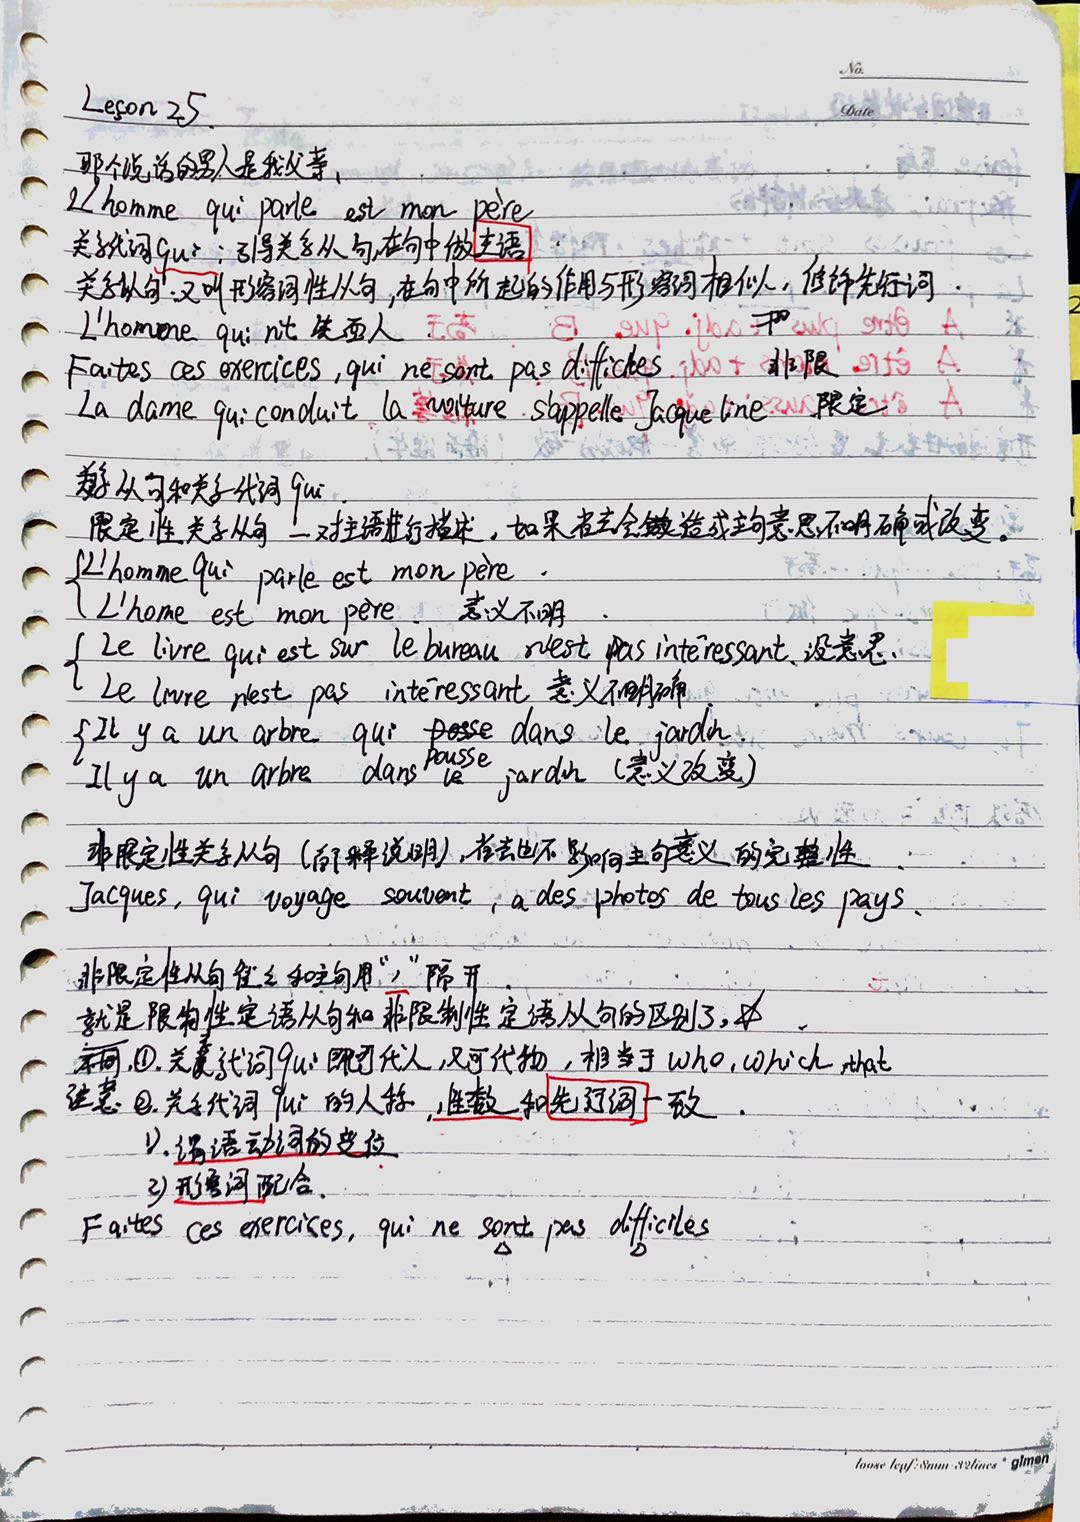 No.
Leçon 25
Date
那个说话的男人是我父亲、
L'homme qui parle est mon père
关系代词qui：引导关系从句,在句中做主语
关系从句：又叫形容词性从句,在句中所起的作用与形容词相似,修饰先行词.
L'homme qui rit 笑面人
Faites ces exercices, qui ne sont pas difficiles 非限
La dame qui conduit la voiture s'appelle Jacqueline 限定
关系从句和关系代词qui.
限定性关系从句—对主语进行描述,如果省去会造成主句意思不明确或改变。
L'homme qui parle est mon père.
L'home est mon père. 意义不明.
Le livre qui est sur le bureau n'est pas intéressant、没意思.
Le livre n'est pas intéressant 意义不明确
Il y a un arbre qui pousse dans le jardin.
Il y a un arbre dans le jardin (意义改变)
非限定性关系从句(解释说明),省去也不影响主句意义的完整性
Jacques, qui voyage souvent, a des photos de tous les pays.
非限定性从句 和主句用“,”隔开.
就是限制性定语从句和非限制性定语从句的区别了,☆.
①.关系代词qui既可代人,又可代物,相当于who,which,that
注意.②.关系代词qui的人称,性数和先行词一致.
1).谓语动词的变位
2)形容词配合.
Faites ces exercices, qui ne sont pas difficiles
loose leaf:8mm·32lines * glmen